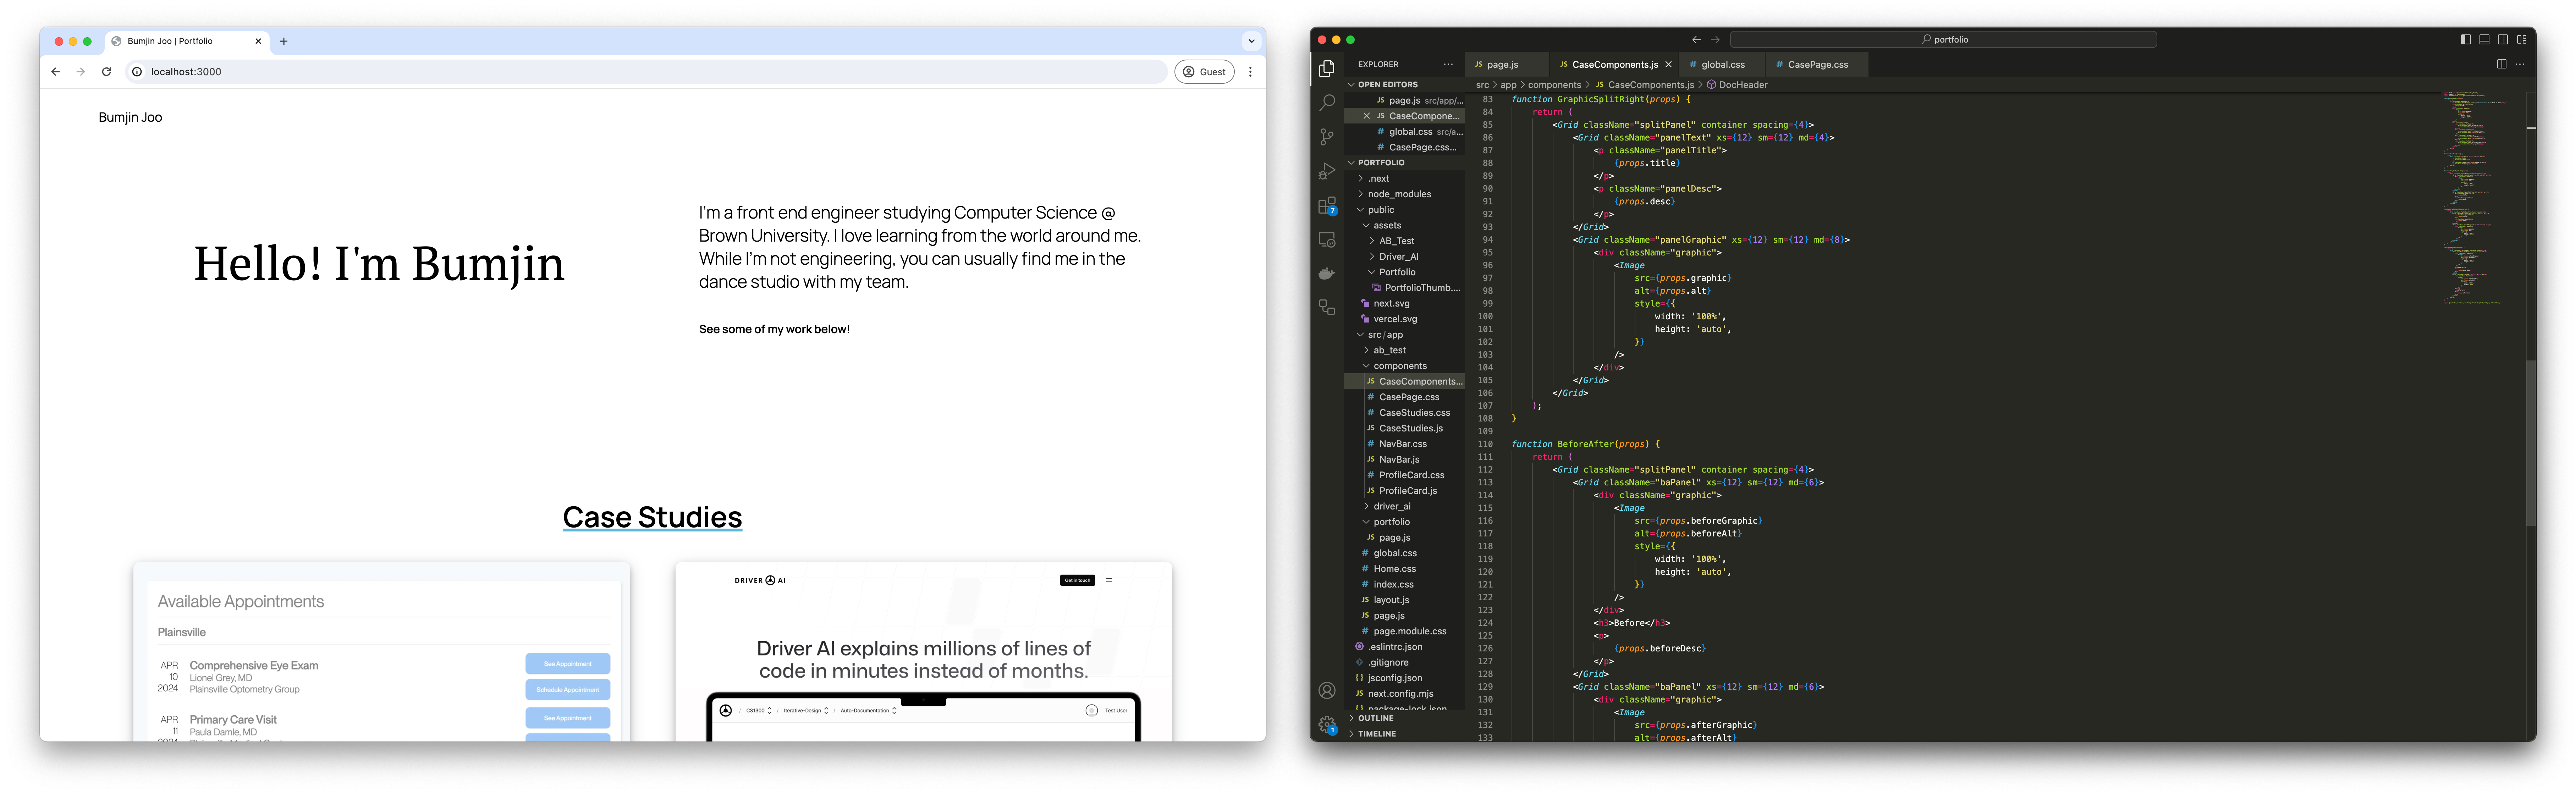 Bumjin Joo | Portfolio
localhost:3000
Guest
Bumjin Joo
Hello! I'm Bumjin
I'm a front end engineer studying Computer Science @
Brown University. I love learning from the world around me.
While I'm not engineering, you can usually find me in the
dance studio with my team.
See some of my work below!
Case Studies
Available Appointments
Plainsville
APR
10
2024
Comprehensive Eye Exam
Lionel Grey, MD
Plainsville Optometry Group
See Appointment
Schedule Appointment
APR
11
Primary Care Visit
Paula Damle, MD
See Appointment
DRIVER AI
Get in touch
Driver AI explains millions of lines of
code in minutes instead of months.
/ CS1300 / Iterative-Design / Auto-Documentation
Test User
portfolio
EXPLORER
OPEN EDITORS
JS page.js src/app/...
JS CaseCompone...
# global.css src/a...
# CasePage.css...
PORTFOLIO
.next
node_modules
public
assets
AB_Test
Driver_AI
Portfolio
PortfolioThumb....
next.svg
vercel.svg
src/app
ab_test
components
JS CaseComponents...
# CasePage.css
# CaseStudies.css
JS CaseStudies.js
# NavBar.css
JS NavBar.js
# ProfileCard.css
JS ProfileCard.js
driver_ai
portfolio
JS page.js
# global.css
# Home.css
# index.css
JS layout.js
JS page.js
# page.module.css
.eslintrc.json
.gitignore
{} jsconfig.json
JS next.config.mjs
{} package-lock.json
OUTLINE
TIMELINE
7
1
JS page.js
JS CaseComponents.js
# global.css
# CasePage.css
src > app > components > JS CaseComponents.js > DocHeader
83 function GraphicSplitRight(props) {
84 return (
85 <Grid className="splitPanel" container spacing={4}>
86 <Grid className="panelText" xs={12} sm={12} md={4}>
87 <p className="panelTitle">
88 {props.title}
89 </p>
90 <p className="panelDesc">
91 {props.desc}
92 </p>
93 </Grid>
94 <Grid className="panelGraphic" xs={12} sm={12} md={8}>
95 <div className="graphic">
96 <Image
97 src={props.graphic}
98 alt={props.alt}
99 style={{
100 width: '100%',
101 height: 'auto',
102 }}
103 />
104 </div>
105 </Grid>
106 </Grid>
107 );
108 }
109
110 function BeforeAfter(props) {
111 return (
112 <Grid className="splitPanel" container spacing={4}>
113 <Grid className="baPanel" xs={12} sm={12} md={6}>
114 <div className="graphic">
115 <Image
116 src={props.beforeGraphic}
117 alt={props.beforeAlt}
118 style={{
119 width: '100%',
120 height: 'auto',
121 }}
122 />
123 </div>
124 <h3>Before</h3>
125 <p>
126 {props.beforeDesc}
127 </p>
128 </Grid>
129 <Grid className="baPanel" xs={12} sm={12} md={6}>
130 <div className="graphic">
131 <Image
132 src={props.afterGraphic}
133 alt={props.afterAlt}